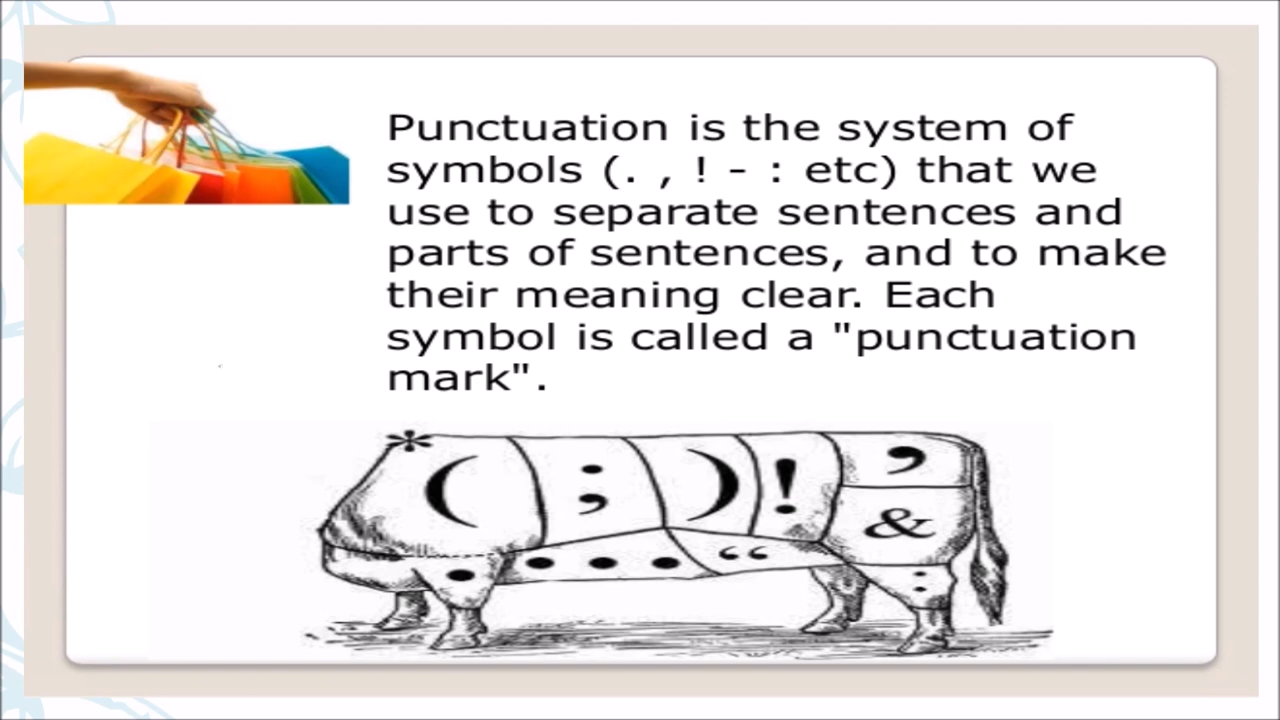 Punctuation is the system of
symbols (. , ! - : etc) that we
use to separate sentences and
parts of sentences, and to make
their meaning clear. Each
symbol is called a "punctuation
mark".
*
( ; ) ! ,
&
. . . . “ :